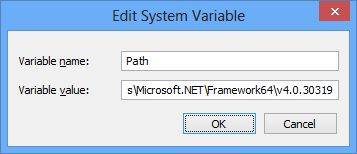 Edit System Variable
Variable name: Path
Variable value: s\Microsoft.NET\Framework64\v4.0.30319
OK Cancel